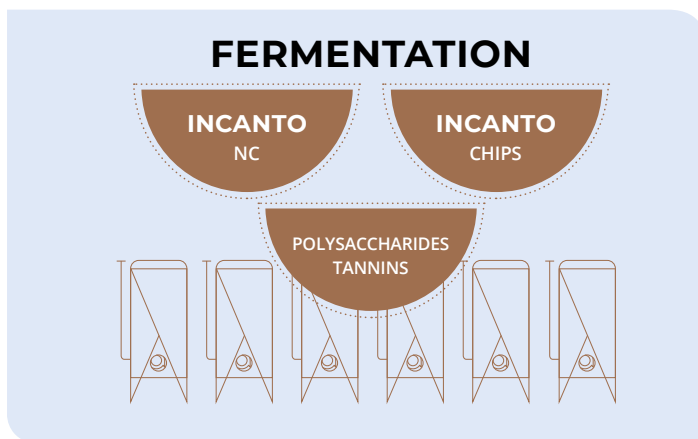 FERMENTATION
INCANTO
NC
INCANTO
CHIPS
POLYSACCHARIDES
TANNINS